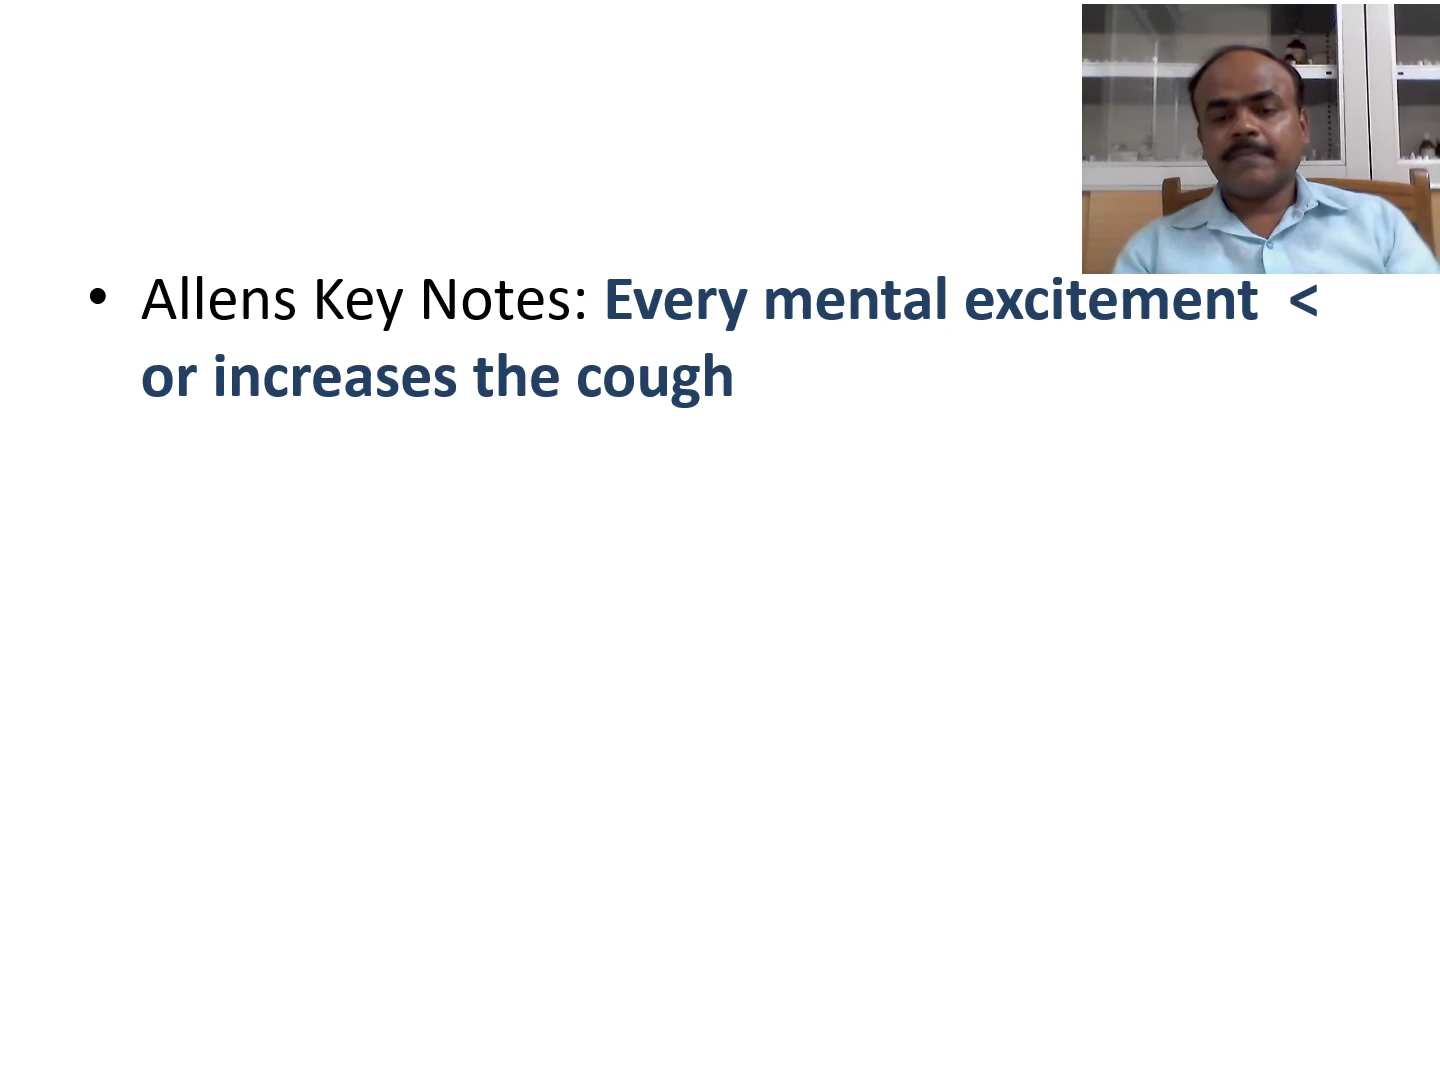 • Allens Key Notes: Every mental excitement  <
or increases the cough